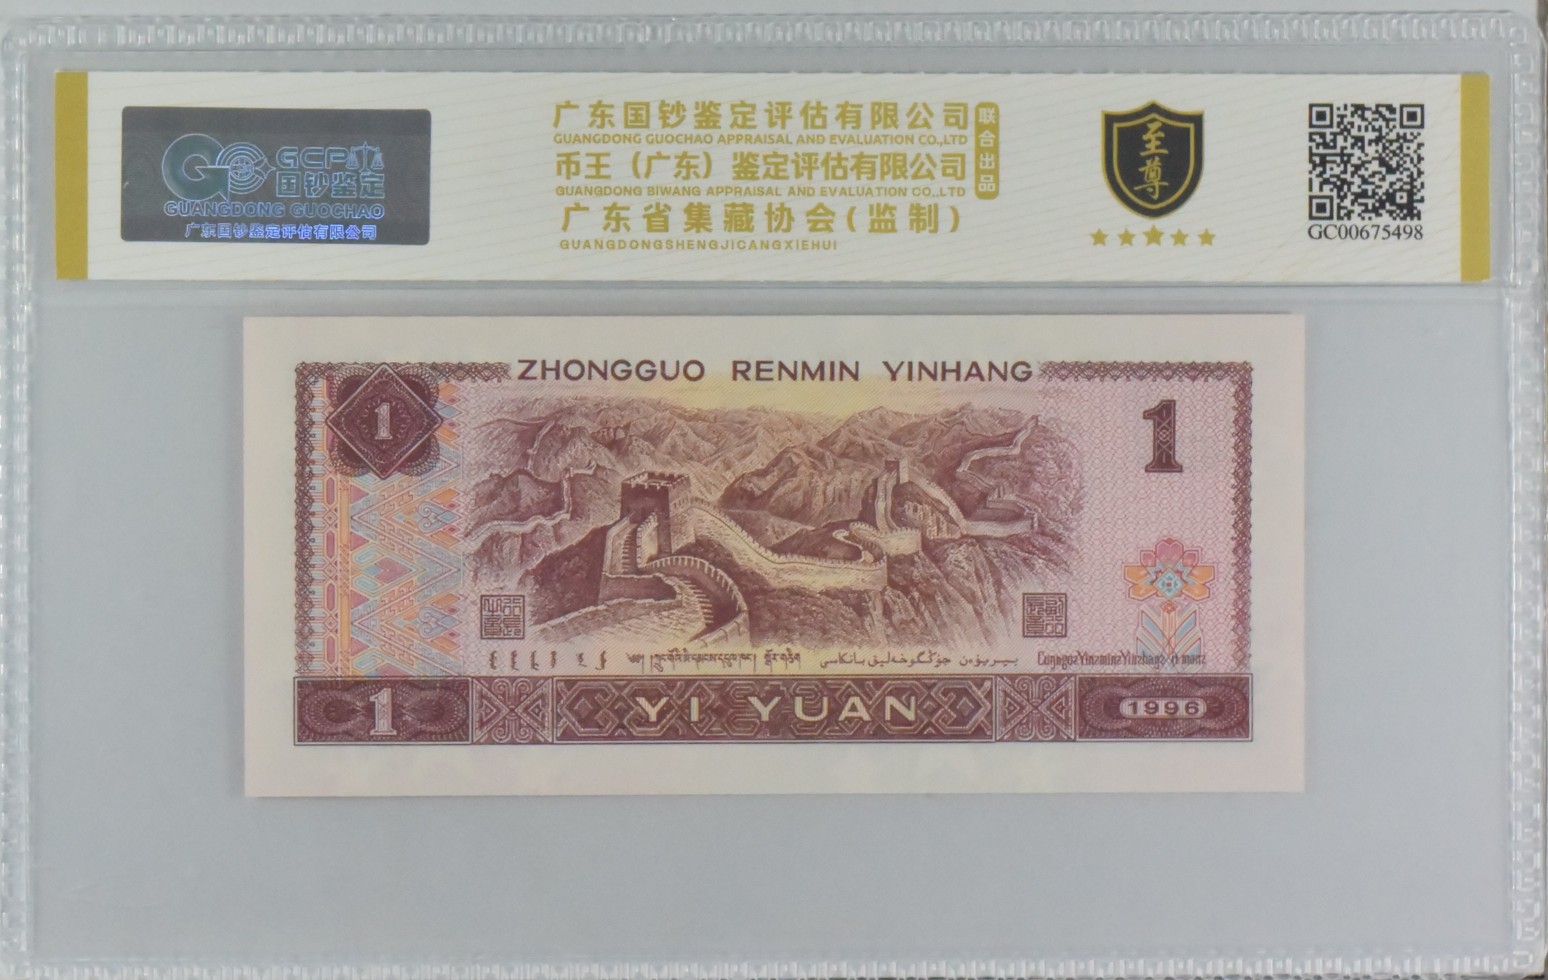 GCP
国钞鉴定
GUANGDONG GUOCHAO
广东国钞鉴定评估有限公司
广东国钞鉴定评估有限公司
GUANGDONG GUOCHAO APPRAISAL AND EVALUATION CO.,LTD
币王（广东）鉴定评估有限公司
GUANGDONG BIWANG APPRAISAL AND EVALUATION CO.,LTD
广东省集藏协会(监制)
GUANGDONGSHENGJICANGXIEHUI
联合出品
至尊
GC00675498
ZHONGGUO RENMIN YINHANG
1
1
جۇڭگو خەلق بانكىسى
1
YI YUAN
1996